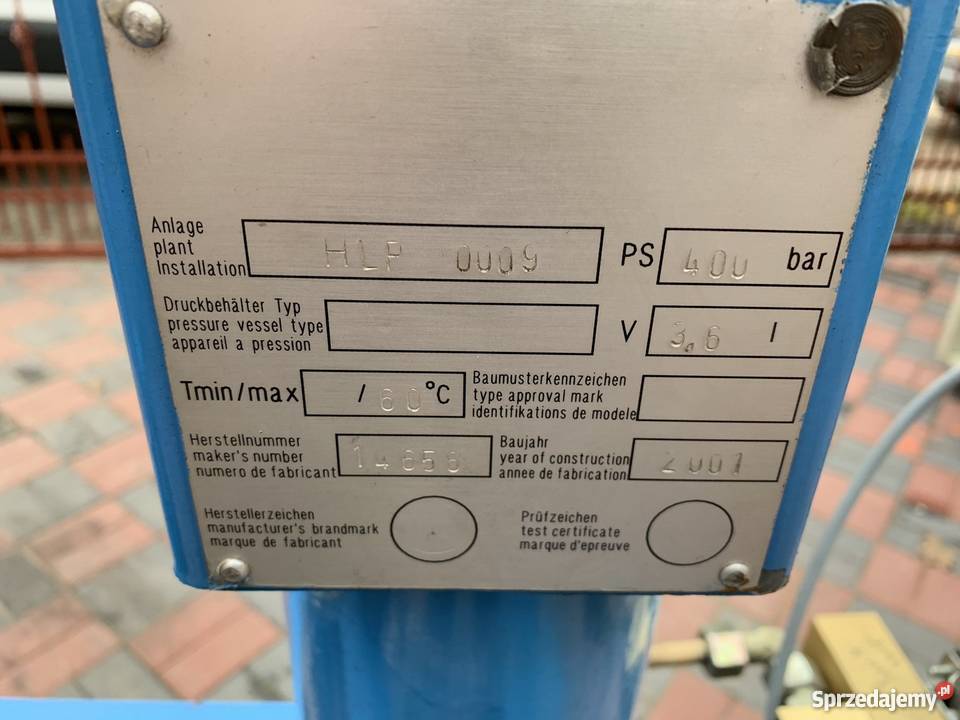 Anlage
plant
Installation
HLP 0009
PS 400 bar
Druckbehälter Typ
pressure vessel type
appareil a pression
V 3,6 l
Tmin/max / 60 °C
Baumusterkennzeichen
type approval mark
identifikations de modele
Herstellnummer
maker's number
numero de fabricant
14656
Baujahr
year of construction
annee de fabrication
2001
Herstellerzeichen
manufacturer's brandmark
marque de fabricant
Prüfzeichen
test certificate
marque d'epreuve
Sprzedajemy.pl